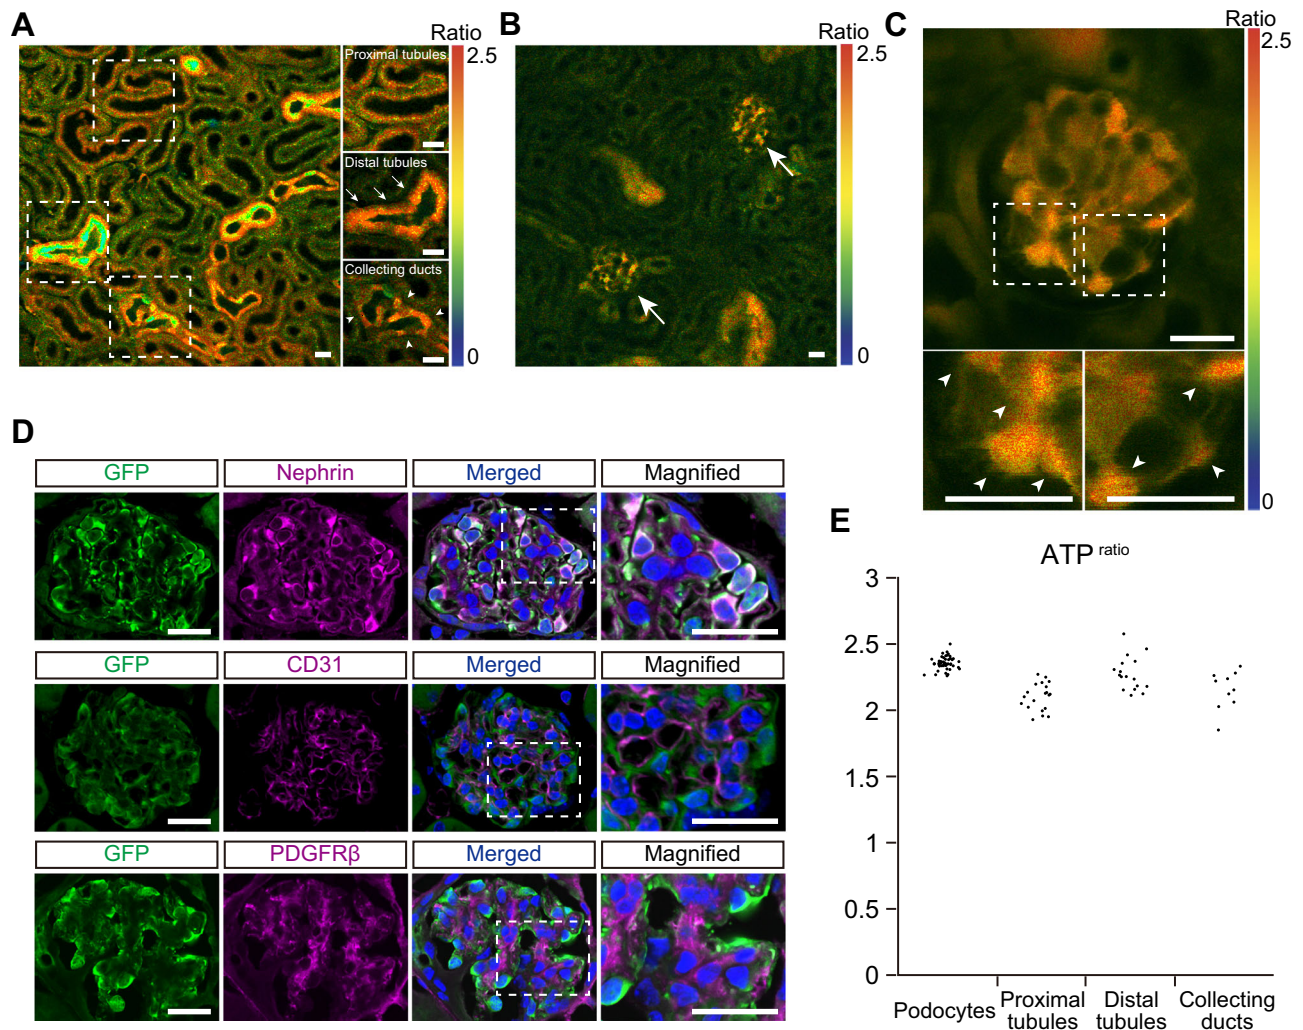 A
Ratio
2.5
0
Proximal tubules
Distal tubules
Collecting ducts
B
Ratio
2.5
0
C
Ratio
2.5
0
D
GFP
Nephrin
Merged
Magnified
GFP
CD31
Merged
Magnified
GFP
PDGFRβ
Merged
Magnified
E
ATP ratio
3
2.5
2
1.5
1
0.5
0
Podocytes
Proximal
tubules
Distal
tubules
Collecting
ducts